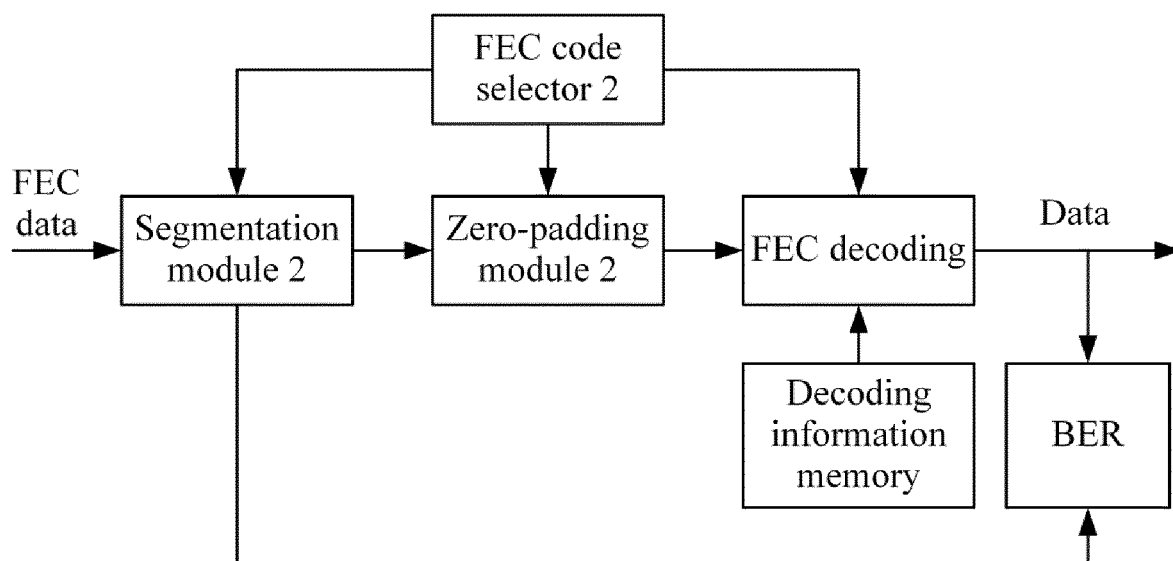 FEC code
selector 2
FEC
data
Segmentation
module 2
Zero-padding
module 2
FEC decoding
Data
Decoding
information
memory
BER